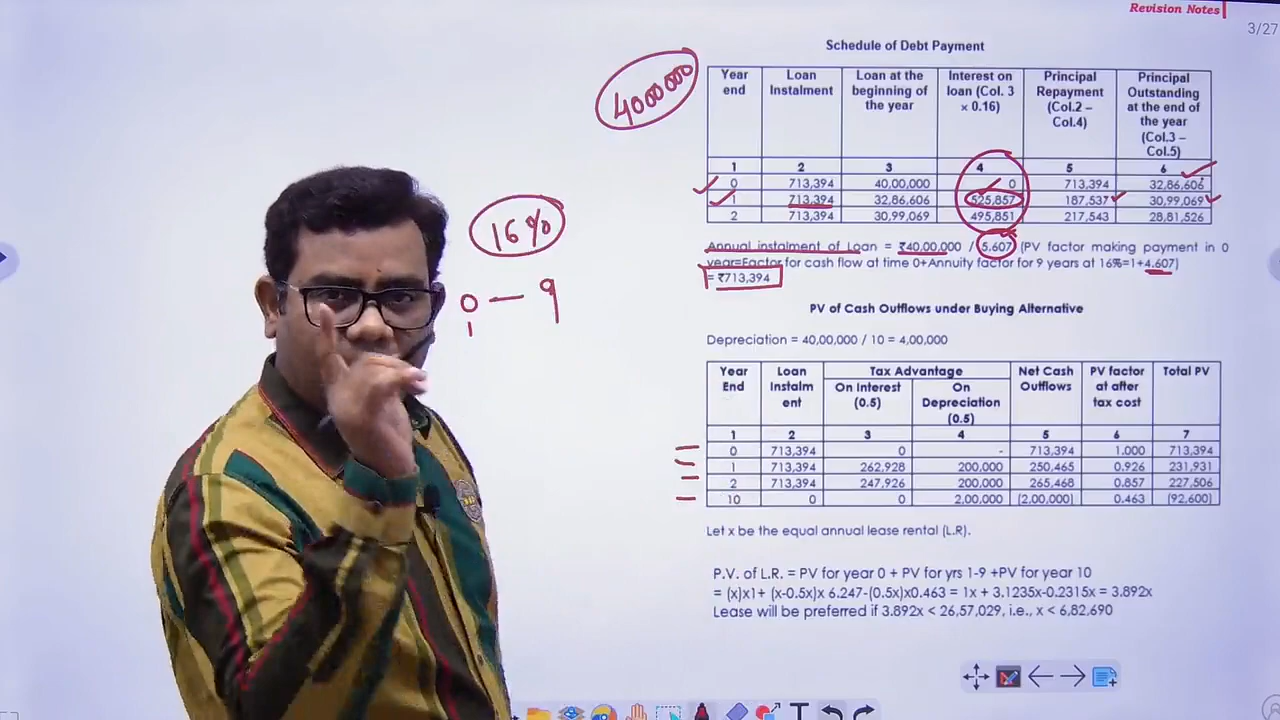 Revision Notes
3/27
Schedule of Debt Payment
4000000
Year end | Loan Instalment | Loan at the beginning of the year | Interest on loan (Col. 3 x 0.16) | Principal Repayment (Col.2 – Col.4) | Principal Outstanding at the end of the year (Col.3 – Col.5)
1 | 2 | 3 | 4 | 5 | 6
0 | 713,394 | 40,00,000 | 0 | 713,394 | 32,86,606
1 | 713,394 | 32,86,606 | 525,857 | 187,537 | 30,99,069
2 | 713,394 | 30,99,069 | 495,851 | 217,543 | 28,81,526
16%
0 — 9
1
Annual instalment of Loan = ₹40,00,000 / 5.607 (PV factor making payment in 0
year=Factor for cash flow at time 0+Annuity factor for 9 years at 16%=1+4.607)
= ₹713,394
PV of Cash Outflows under Buying Alternative
Depreciation = 40,00,000 / 10 = 4,00,000
Year End | Loan Instalm ent | Tax Advantage | Net Cash Outflows | PV factor at after tax cost | Total PV
On Interest (0.5) | On Depreciation (0.5)
1 | 2 | 3 | 4 | 5 | 6 | 7
0 | 713,394 | 0 | - | 713,394 | 1.000 | 713,394
1 | 713,394 | 262,928 | 200,000 | 250,465 | 0.926 | 231,931
2 | 713,394 | 247,926 | 200,000 | 265,468 | 0.857 | 227,506
10 | 0 | 0 | 2,00,000 | (2,00,000) | 0.463 | (92,600)
Let x be the equal annual lease rental (L.R).
P.V. of L.R. = PV for year 0 + PV for yrs 1-9 +PV for year 10
= (x)x1+ (x-0.5x)x 6.247-(0.5x)x0.463 = 1x + 3.1235x-0.2315x = 3.892x
Lease will be preferred if 3.892x < 26,57,029, i.e., x < 6,82,690
T